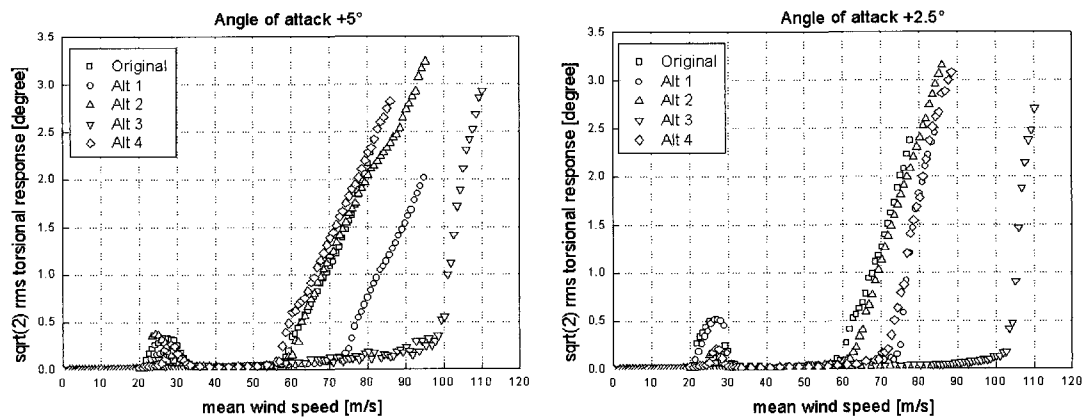 Angle of attack +5°
sqrt(2) rms torsional response [degree]
3.5
3.0
2.5
2.0
1.5
1.0
0.5
0.0
Original
Alt 1
Alt 2
Alt 3
Alt 4
0 10 20 30 40 50 60 70 80 90 100 110 120
mean wind speed [m/s]
Angle of attack +2.5°
sqrt(2) rms torsional response [degree]
3.5
3.0
2.5
2.0
1.5
1.0
0.5
0.0
Original
Alt 1
Alt 2
Alt 3
Alt 4
0 10 20 30 40 50 60 70 80 90 100 110 120
mean wind speed [m/s]